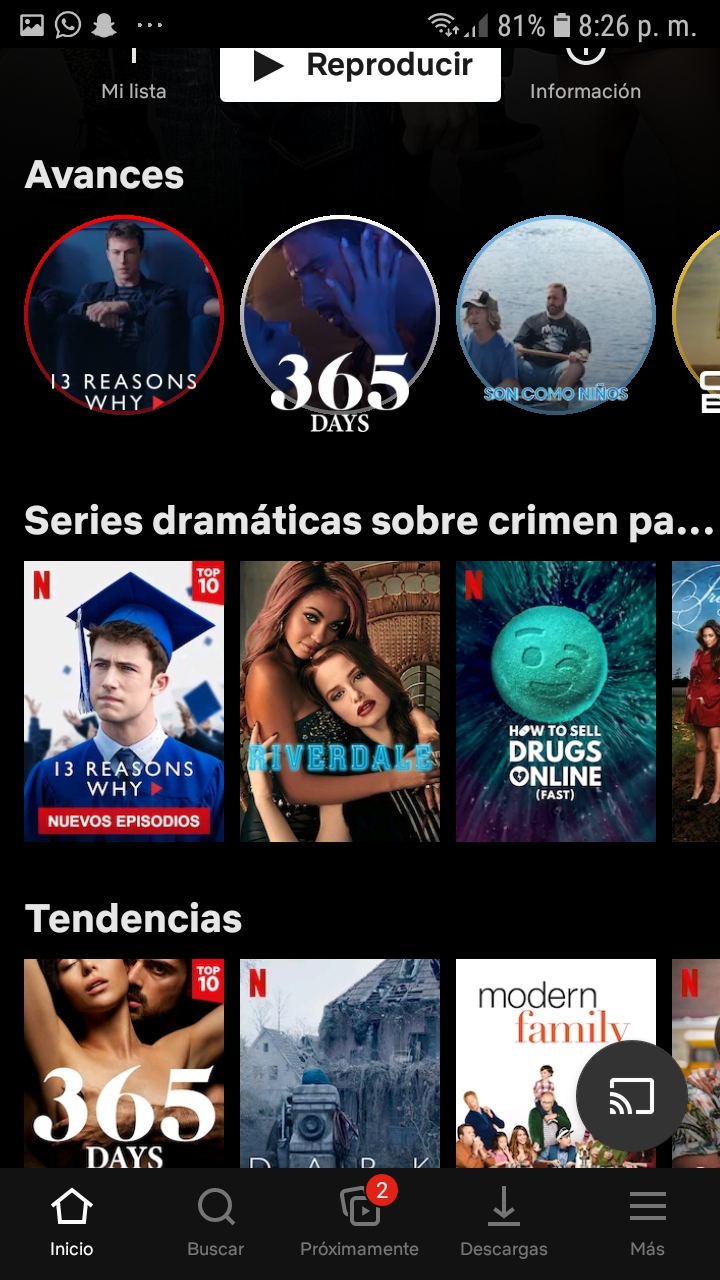 81% 8:26 p. m.
Reproducir
Mi lista
Información
Avances
13 REASONS
WHY
365
DAYS
SON COMO NIÑOS
Series dramáticas sobre crimen pa...
N
TOP
10
13 REASONS
WHY
NUEVOS EPISODIOS
RIVERDALE
N
HOW TO SELL
DRUGS
ONLINE
(FAST)
Tendencias
TOP
10
365
DAYS
N
DARK
modern
family
N
2
Inicio
Buscar
Próximamente
Descargas
Más